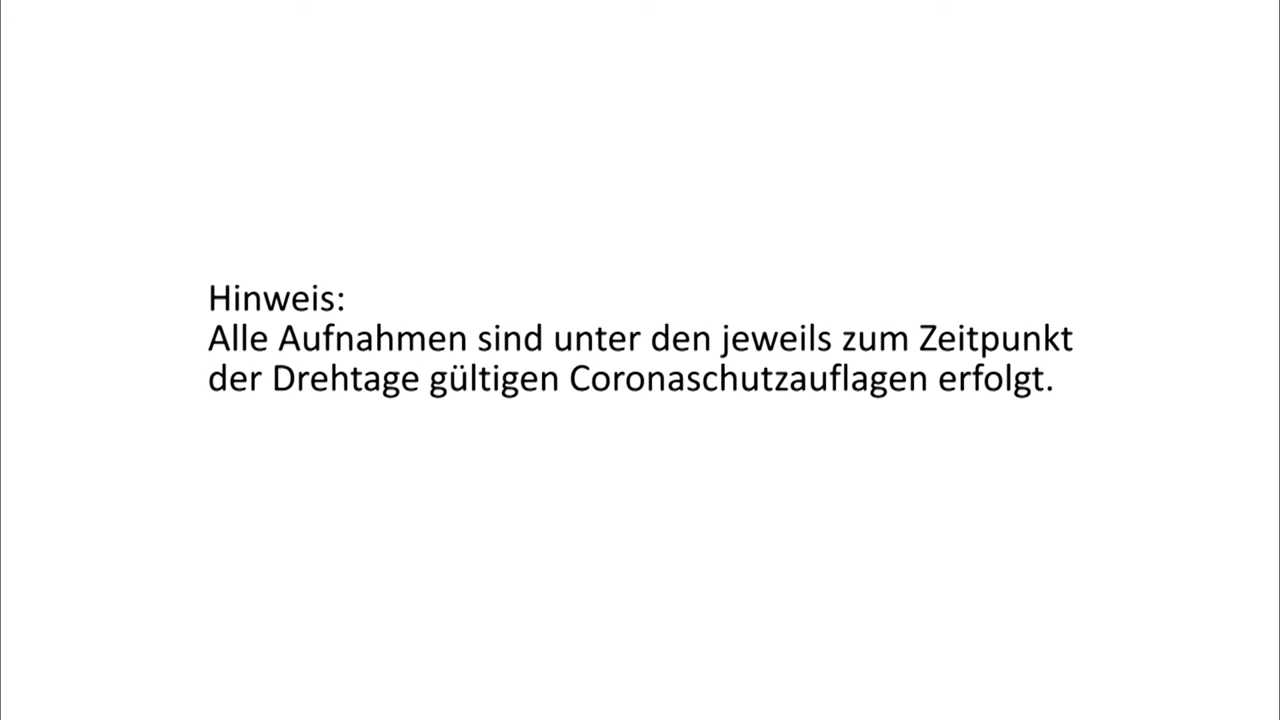 Hinweis:
Alle Aufnahmen sind unter den jeweils zum Zeitpunkt
der Drehtage gültigen Coronaschutzauflagen erfolgt.